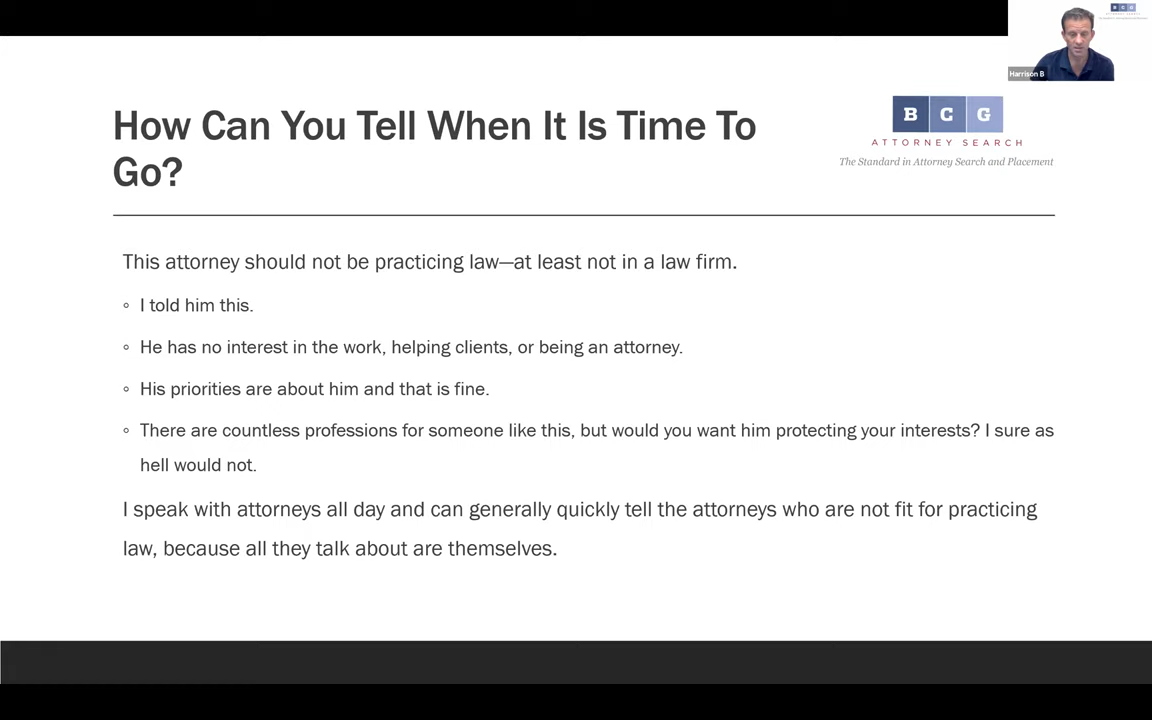 Harrison B
How Can You Tell When It Is Time To
Go?
B C G
ATTORNEY SEARCH
The Standard in Attorney Search and Placement
This attorney should not be practicing law—at least not in a law firm.
◦ I told him this.
◦ He has no interest in the work, helping clients, or being an attorney.
◦ His priorities are about him and that is fine.
◦ There are countless professions for someone like this, but would you want him protecting your interests? I sure as
hell would not.
I speak with attorneys all day and can generally quickly tell the attorneys who are not fit for practicing
law, because all they talk about are themselves.